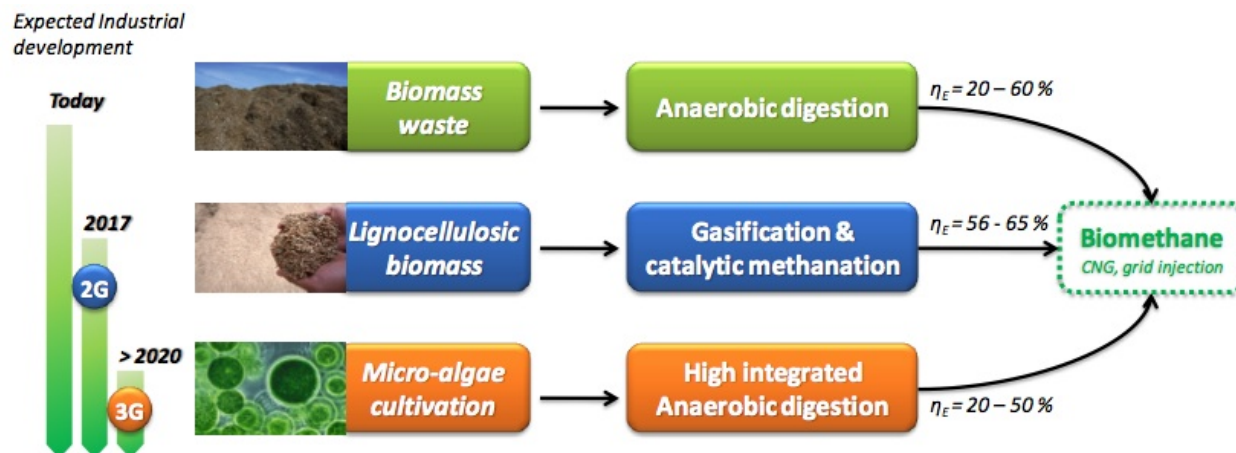 Expected Industrial
development
Today
2017
2G
> 2020
3G
Biomass
waste
Anaerobic digestion
ηE = 20 – 60 %
Lignocellulosic
biomass
Gasification &
catalytic methanation
ηE = 56 - 65 %
Biomethane
CNG, grid injection
Micro-algae
cultivation
High integrated
Anaerobic digestion
ηE = 20 – 50 %